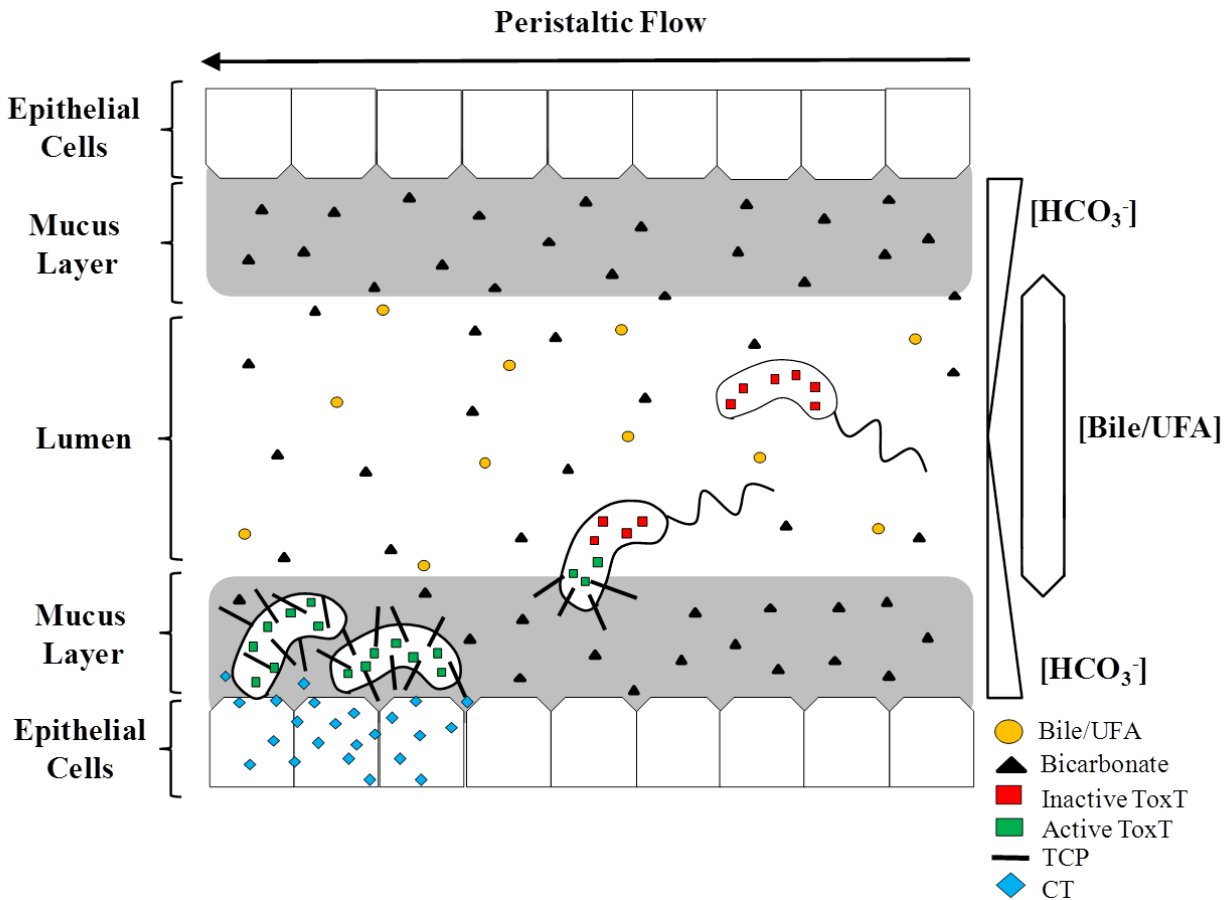 Peristaltic Flow
Epithelial
Cells
Mucus
Layer
[HCO₃⁻]
Lumen
[Bile/UFA]
Mucus
Layer
[HCO₃⁻]
Epithelial
Cells
Bile/UFA
Bicarbonate
Inactive ToxT
Active ToxT
TCP
CT